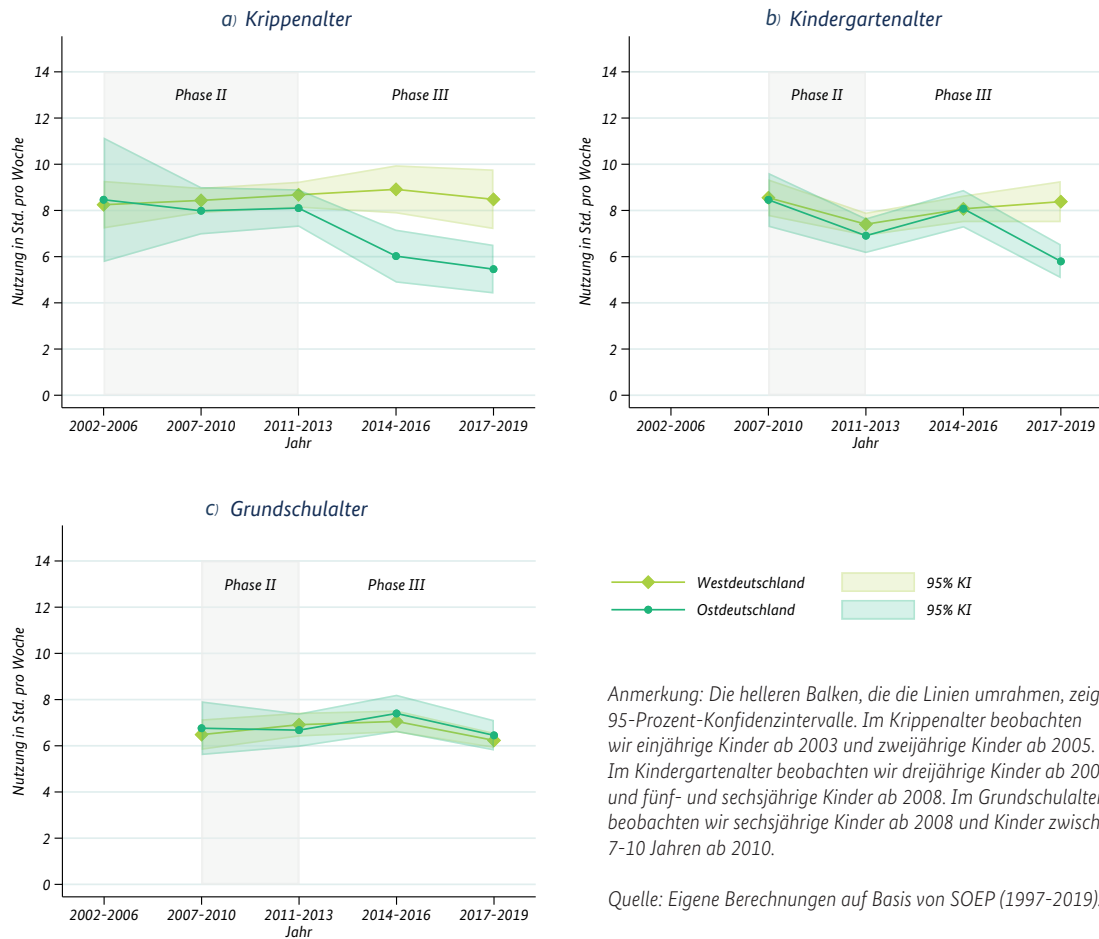 a) Krippenalter
Nutzung in Std. pro Woche
14
12
10
8
6
4
2
0
Phase II
Phase III
2002-2006
2007-2010
2011-2013
2014-2016
2017-2019
Jahr
b) Kindergartenalter
Nutzung in Std. pro Woche
14
12
10
8
6
4
2
0
Phase II
Phase III
2002-2006
2007-2010
2011-2013
2014-2016
2017-2019
Jahr
c) Grundschulalter
Nutzung in Std. pro Woche
14
12
10
8
6
4
2
0
Phase II
Phase III
2002-2006
2007-2010
2011-2013
2014-2016
2017-2019
Jahr
Westdeutschland 95% KI
Ostdeutschland 95% KI
Anmerkung: Die helleren Balken, die die Linien umrahmen, zeig
95-Prozent-Konfidenzintervalle. Im Krippenalter beobachten
wir einjährige Kinder ab 2003 und zweijährige Kinder ab 2005.
Im Kindergartenalter beobachten wir dreijährige Kinder ab 200
und fünf- und sechsjährige Kinder ab 2008. Im Grundschulalter
beobachten wir sechsjährige Kinder ab 2008 und Kinder zwisch
7-10 Jahren ab 2010.
Quelle: Eigene Berechnungen auf Basis von SOEP (1997-2019).